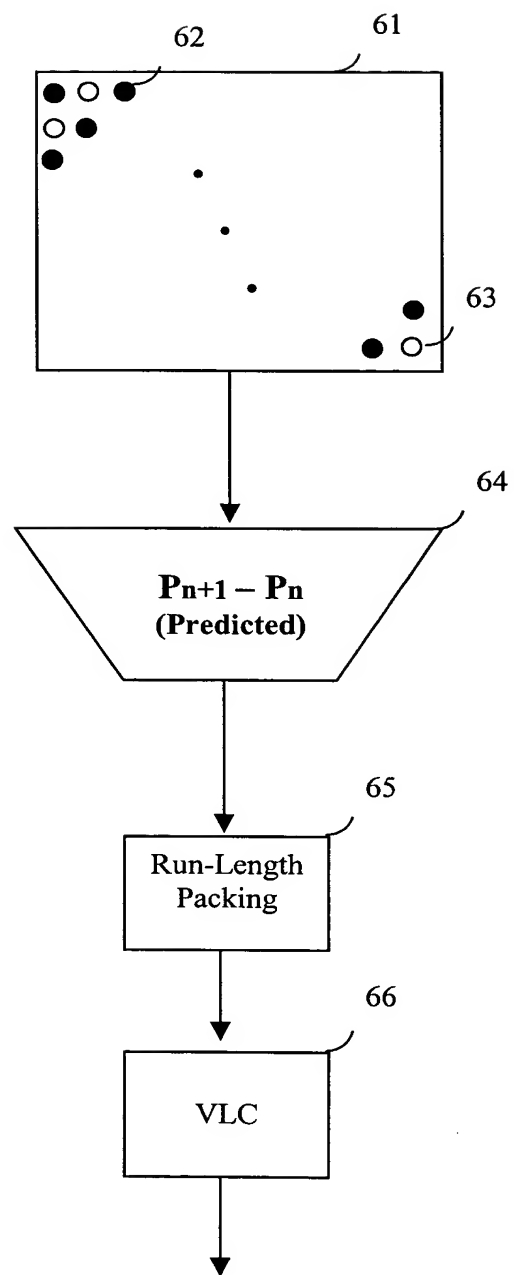 62
61
63
64
Pn+1 – Pn
(Predicted)
65
Run-Length
Packing
66
VLC